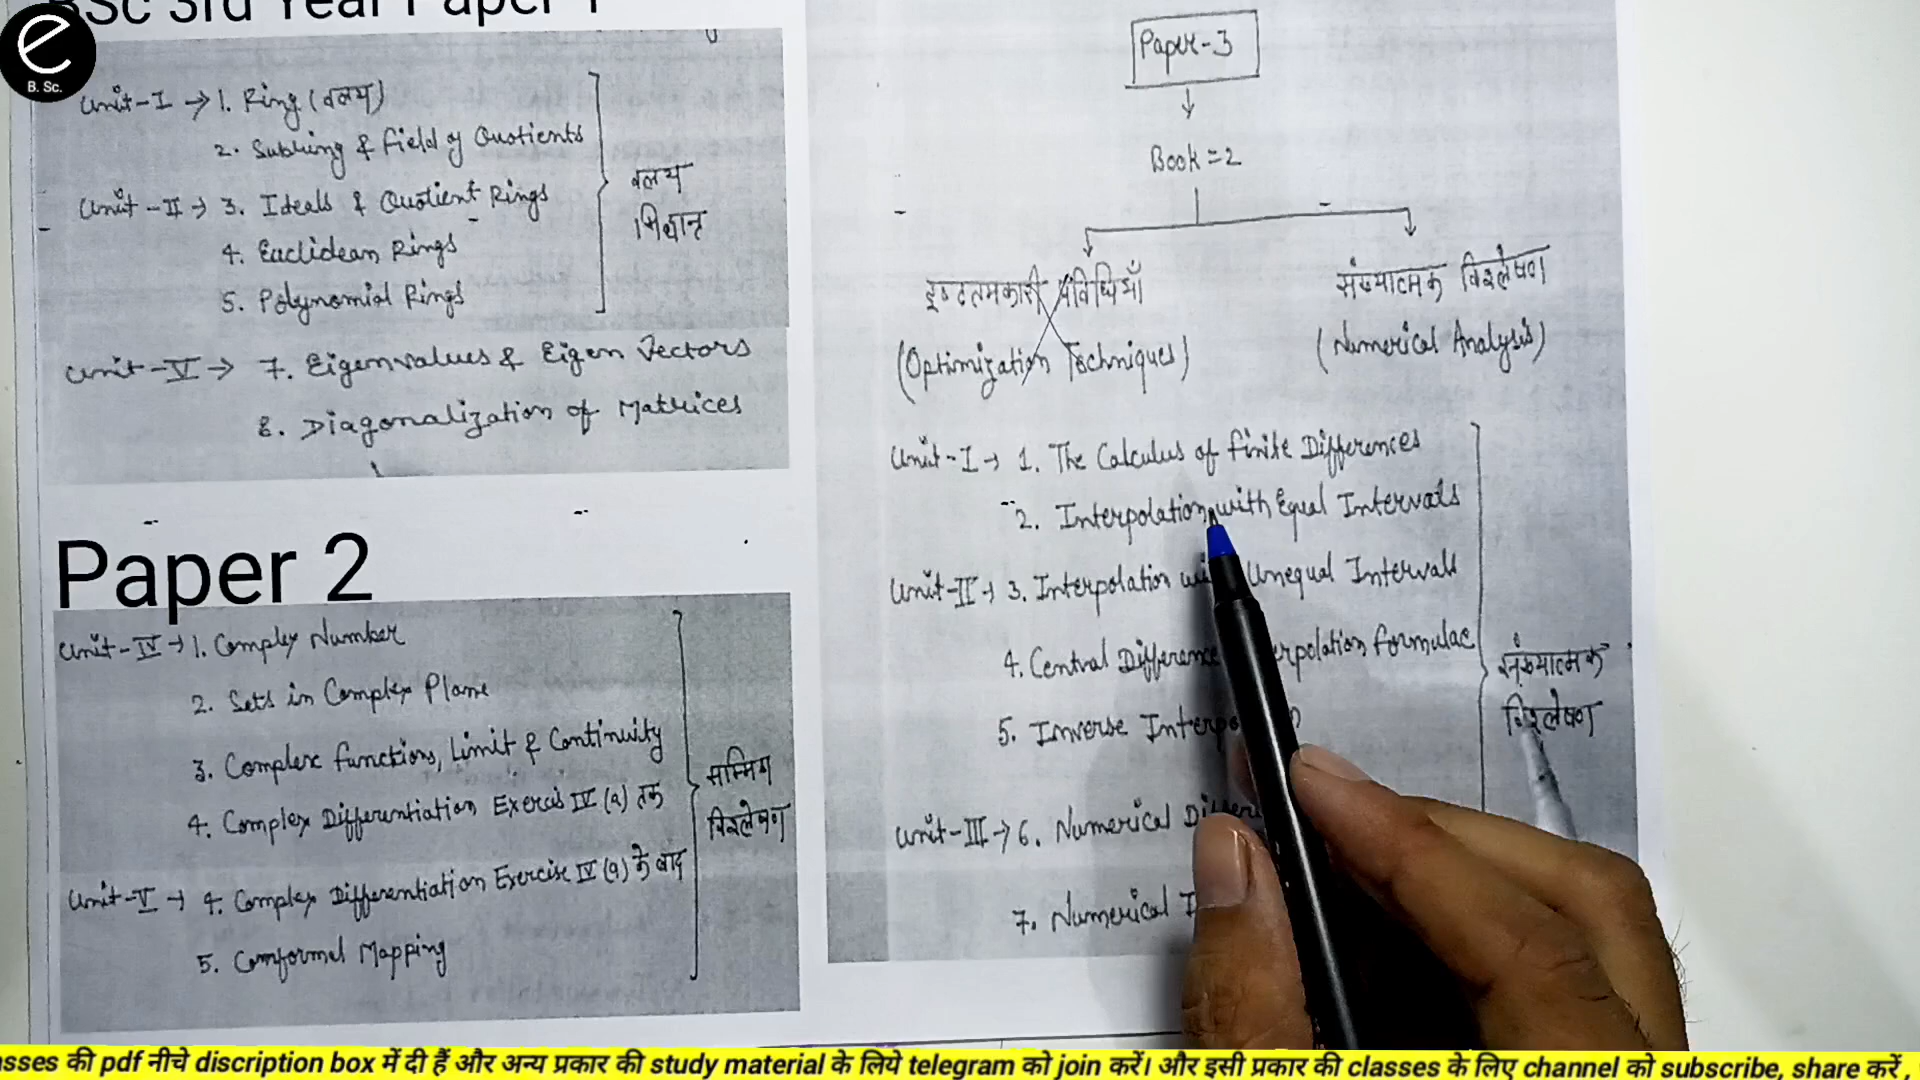 BSc 3rd Year Paper 1
e
B. Sc.
Unit-I → 1. Ring (वलय)
2. Subring & Field of Quotients
Unit-II → 3. Ideals & Quotient Rings
4. Euclidean Rings
5. Polynomial Rings
वलय
सिद्धान्त
Unit-V → 7. Eigenvalues & Eigen Vectors
8. Diagonalization of Matrices
Paper 2
Unit-IV → 1. Complex Number
2. Sets in Complex Plane
3. Complex Functions, Limit & Continuity
4. Complex Differentiation Exercis IV (a) तक
Unit-V → 4. Complex Differentiation Exercise IV (a) के बाद
5. Comformal Mapping
सम्मिश्र
विश्लेषण
Paper-3
Book = 2
इष्टतमकारी प्रविधियाँ
(Optimization Techniques)
संख्यात्मक विश्लेषण
(Numerical Analysis)
Unit-I → 1. The Calculus of Finite Differences
2. Interpolation with Equal Intervals
Unit-II → 3. Interpolation Unequal Intervals
4. Central Difference Formulae
5. Inverse
Unit-III → 6. Numerical
7. Numerical
संख्यात्मक
विश्लेषण
की pdf नीचे discription box में दी हैं और अन्य प्रकार की study material के लिये telegram को join करें। और इसी प्रकार की classes के लिए channel को subscribe, share करें ,